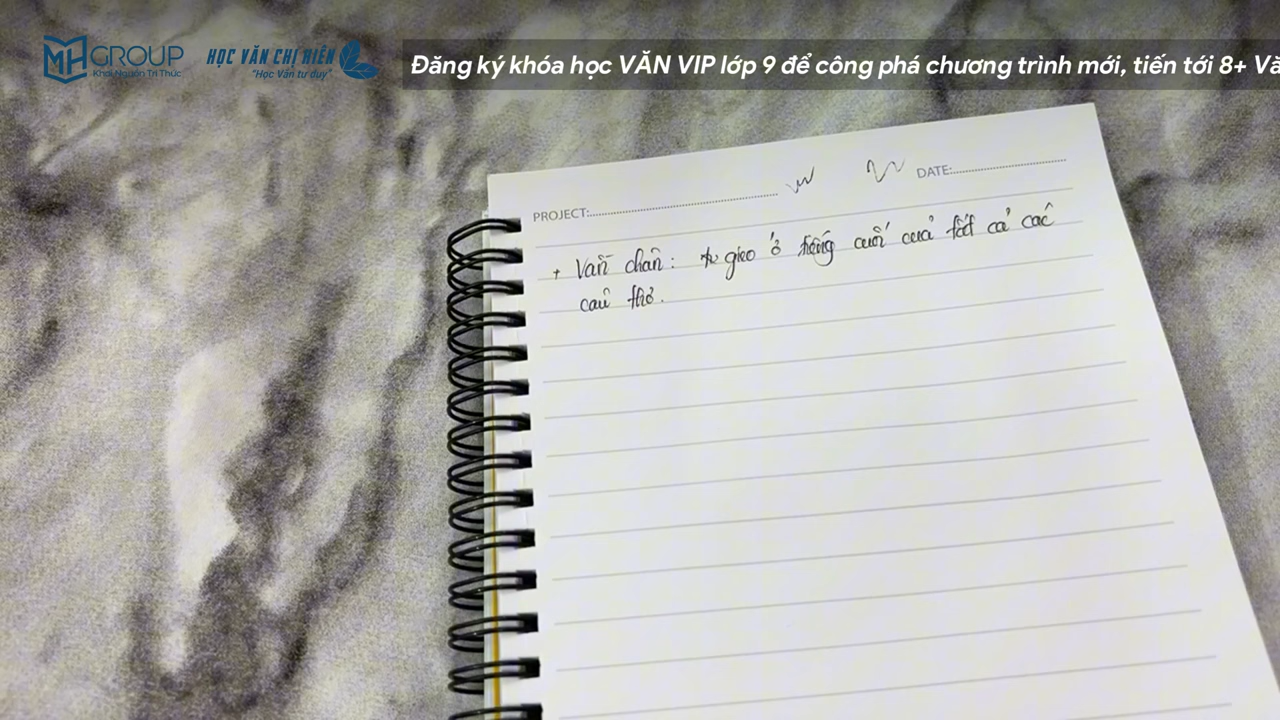 MH GROUP
Khơi Nguồn Tri Thức
HỌC VĂN CHỊ HIÊN
"Học Văn tư duy"
Đăng ký khóa học VĂN VIP lớp 9 để công phá chương trình mới, tiến tới 8+ Vă
PROJECT:
DATE:
+ Vần chân: gieo ở tiếng cuối của tất cả các
câu thơ.